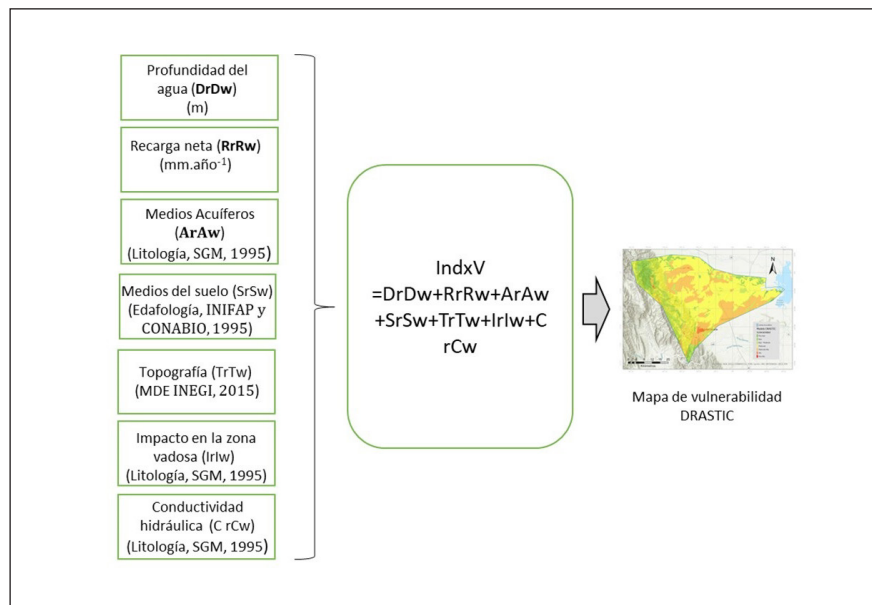 Profundidad del
agua (DrDw)
(m)
Recarga neta (RrRw)
(mm.año-1)
Medios Acuíferos
(ArAw)
(Litología, SGM, 1995)
Medios del suelo (SrSw)
(Edafología, INIFAP y
CONABIO, 1995)
Topografía (TrTw)
(MDE INEGI, 2015)
Impacto en la zona
vadosa (IrIw)
(Litología, SGM, 1995)
Conductividad
hidráulica (C rCw)
(Litología, SGM, 1995)
IndxV
=DrDw+RrRw+ArAw
+SrSw+TrTw+IrIw+C
rCw
N
Mapa de vulnerabilidad
DRASTIC